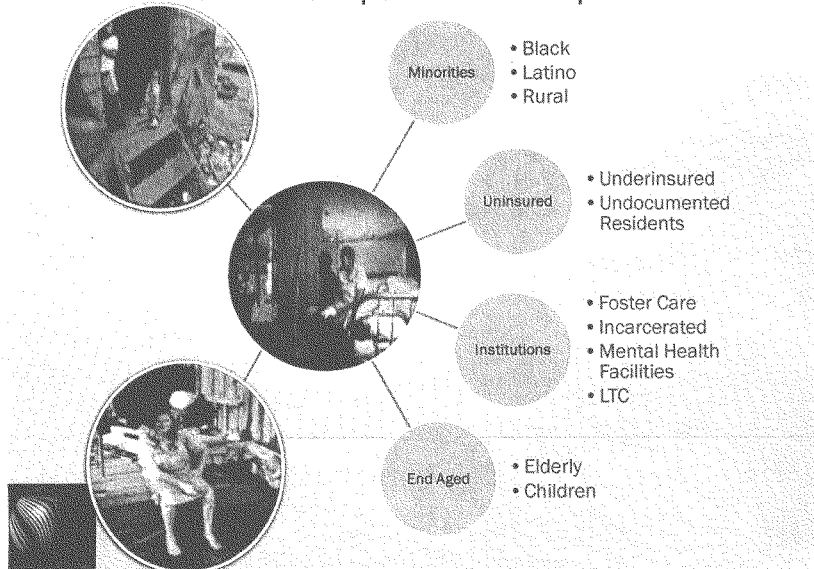 Minorities
• Black
• Latino
• Rural
Uninsured
• Underinsured
• Undocumented
Residents
Institutions
• Foster Care
• Incarcerated
• Mental Health
Facilities
• LTC
End Aged
• Elderly
• Children